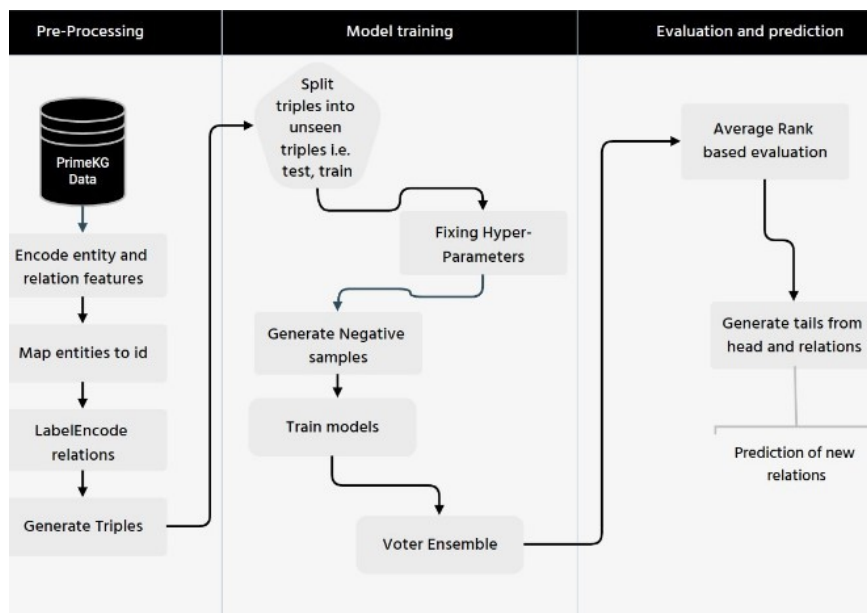 Pre-Processing
Model training
Evaluation and prediction
PrimeKG
Data
Encode entity and
relation features
Map entities to id
LabelEncode
relations
Generate Triples
Split
triples into
unseen
triples i.e.
test, train
Fixing Hyper-
Parameters
Generate Negative
samples
Train models
Voter Ensemble
Average Rank
based evaluation
Generate tails from
head and relations
Prediction of new
relations